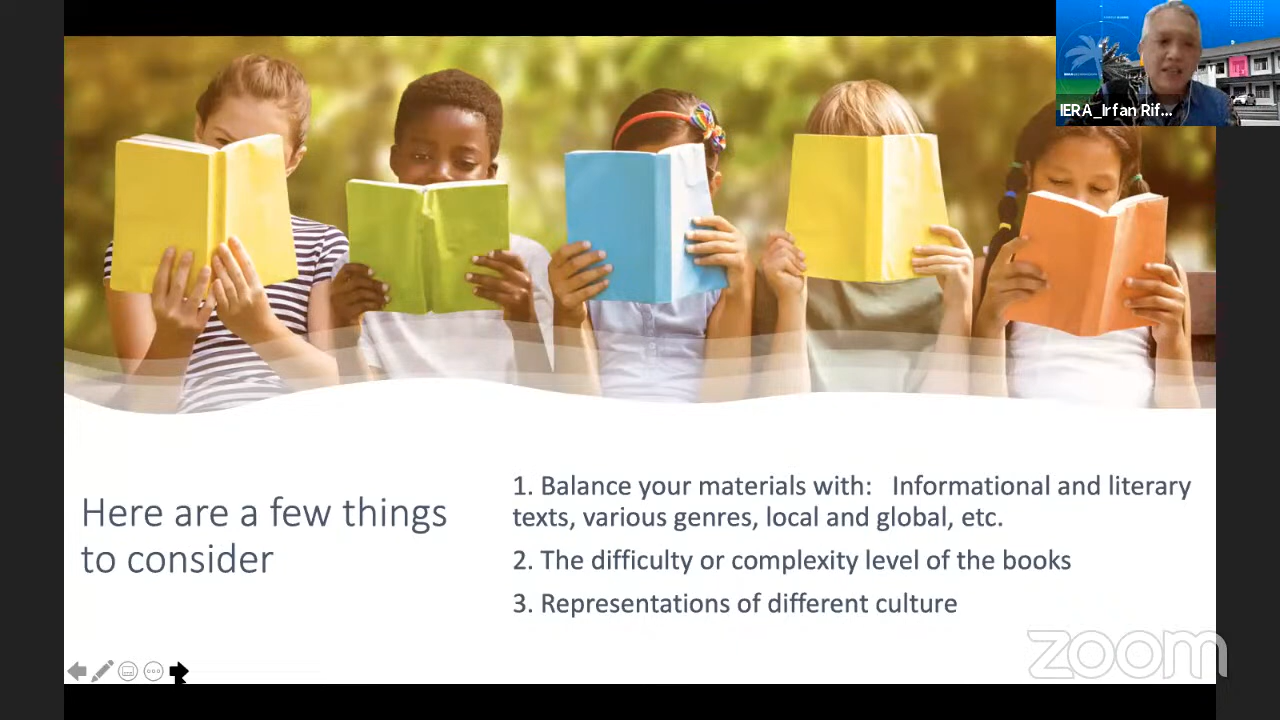 IERA_Irfan Rif...
Here are a few things
to consider
1. Balance your materials with:   Informational and literary
texts, various genres, local and global, etc.
2. The difficulty or complexity level of the books
3. Representations of different culture
zoom